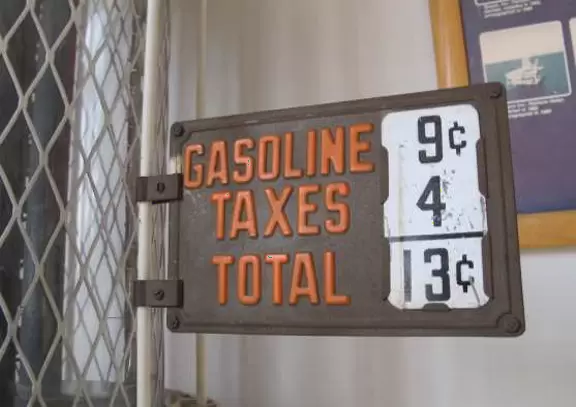 GASOLINE 9¢
TAXES 4
TOTAL 13¢